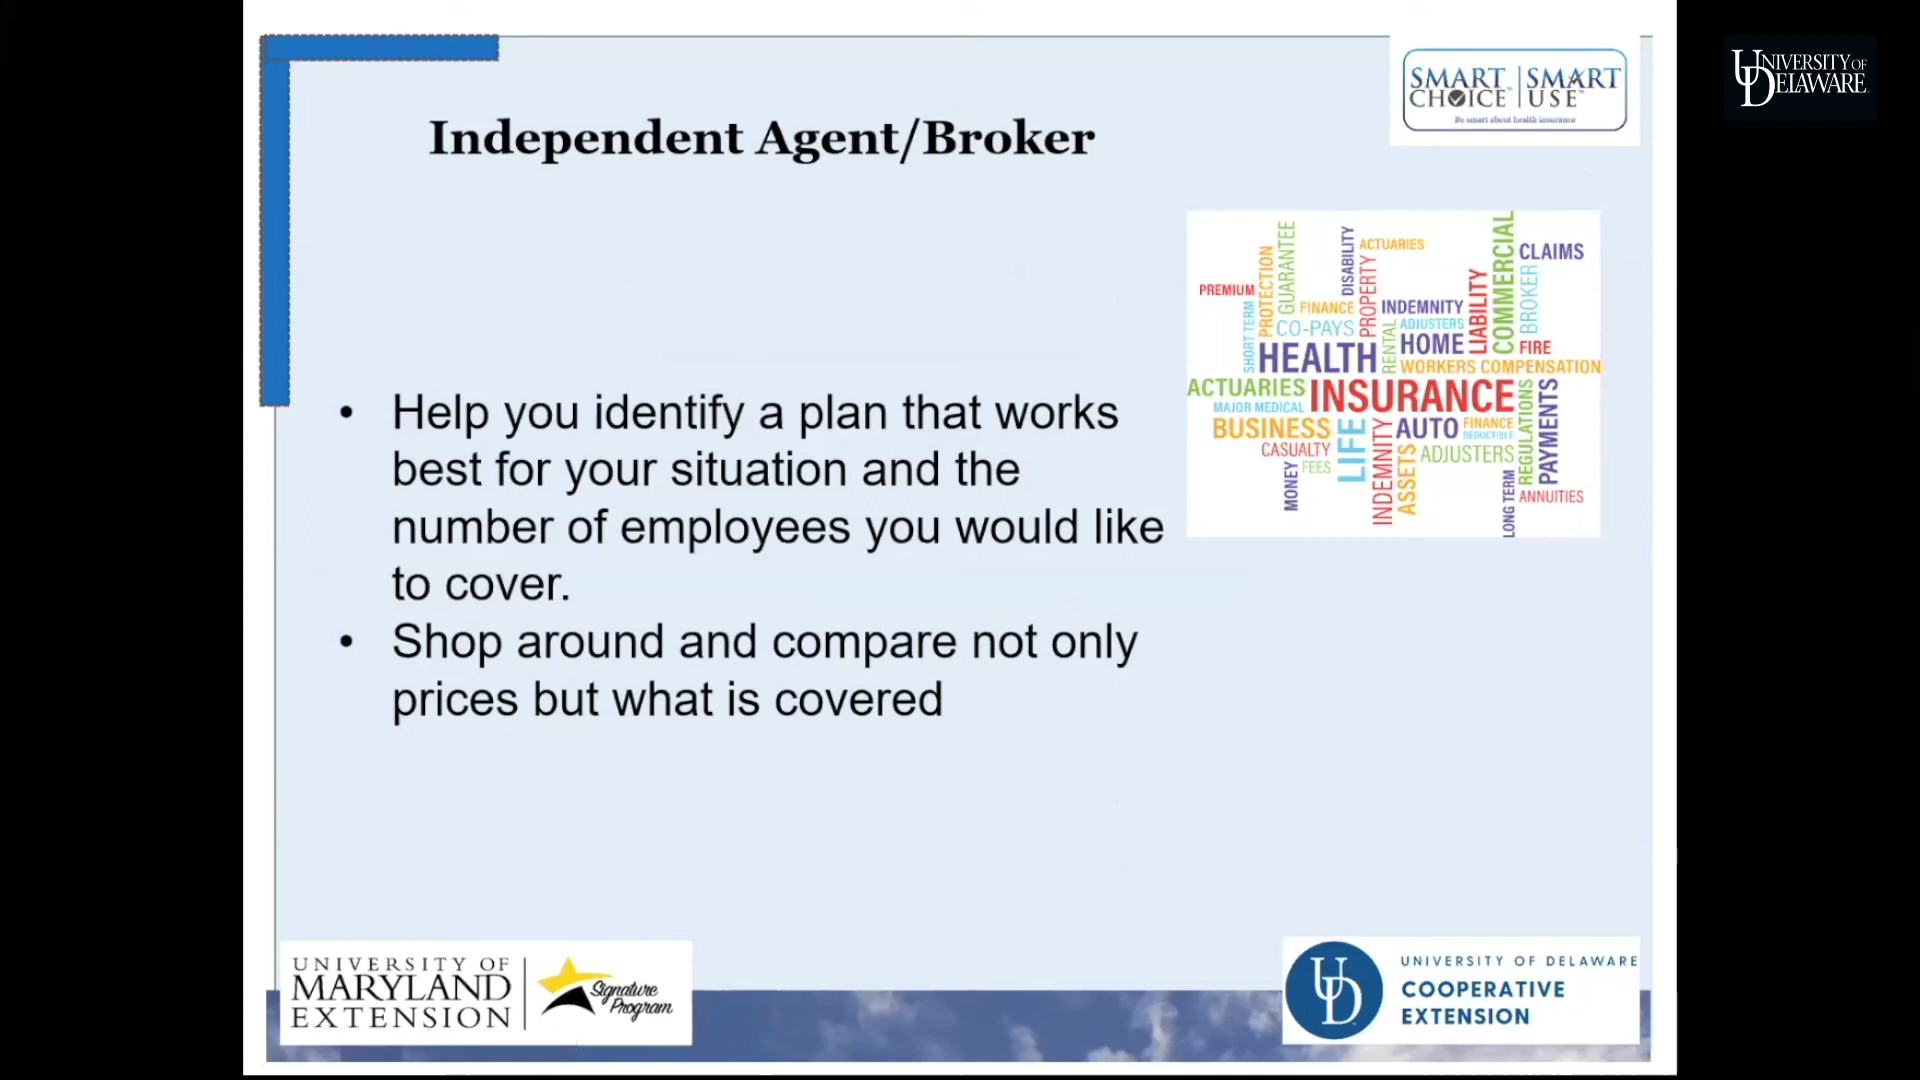 SMART CHOICE™ | SMART USE™
Be smart about health insurance
UNIVERSITY OF DELAWARE
Independent Agent/Broker
• Help you identify a plan that works
best for your situation and the
number of employees you would like
to cover.
• Shop around and compare not only
prices but what is covered
PREMIUM
SHORT TERM
PROTECTION
GUARANTEE
DISABILITY
ACTUARIES
PROPERTY
FINANCE
CO-PAYS
INDEMNITY
ADJUSTERS
LIABILITY
COMMERCIAL
CLAIMS
BROKER
FIRE
HEALTH
RENTAL
HOME
WORKERS COMPENSATION
ACTUARIES
INSURANCE
MAJOR MEDICAL
BUSINESS
LIFE
AUTO
FINANCE
DEDUCTIBLE
REGULATIONS
PAYMENTS
CASUALTY
FEES
MONEY
INDEMNITY
ASSETS
ADJUSTERS
LONG TERM
ANNUITIES
UNIVERSITY OF
MARYLAND
EXTENSION
Signature
Program
UD
UNIVERSITY OF DELAWARE
COOPERATIVE
EXTENSION